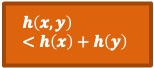 h(x, y)
< h(x) + h(y)